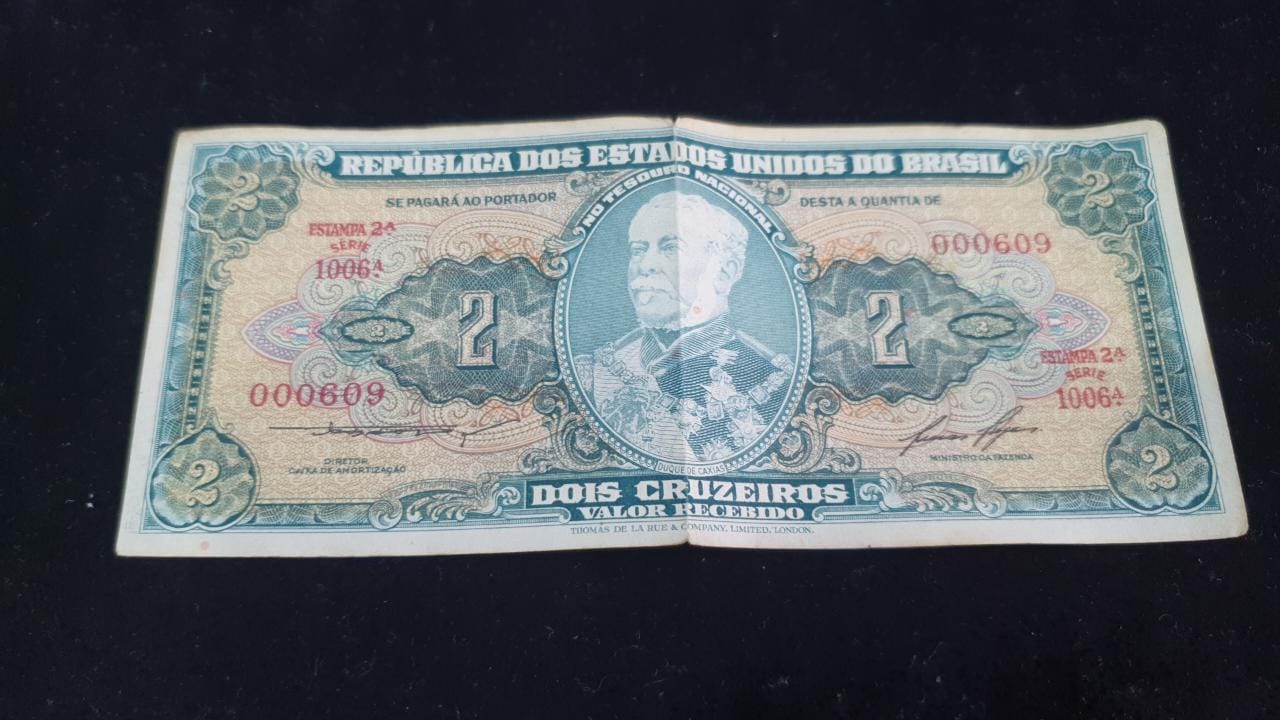 REPÚBLICA DOS ESTADOS UNIDOS DO BRASIL
2
2
NO TESOURO NACIONAL
SE PAGARÁ AO PORTADOR
DESTA A QUANTIA DE
ESTAMPA 2ª
SÉRIE
1006ª
000609
2
2
2
2
ESTAMPA 2ª
SÉRIE
1006ª
000609
DIRETOR
CAIXA DE AMORTIZAÇÃO
MINISTRO DA FAZENDA
DUQUE DE CAXIAS
2
2
DOIS CRUZEIROS
VALOR RECEBIDO
THOMAS DE LA RUE & COMPANY, LIMITED, LONDON.